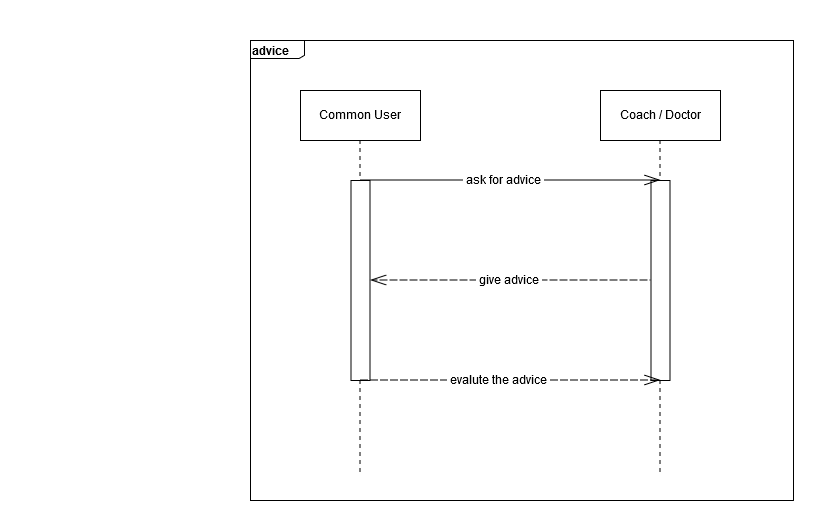 advice
Common User
Coach / Doctor
ask for advice
give advice
evalute the advice